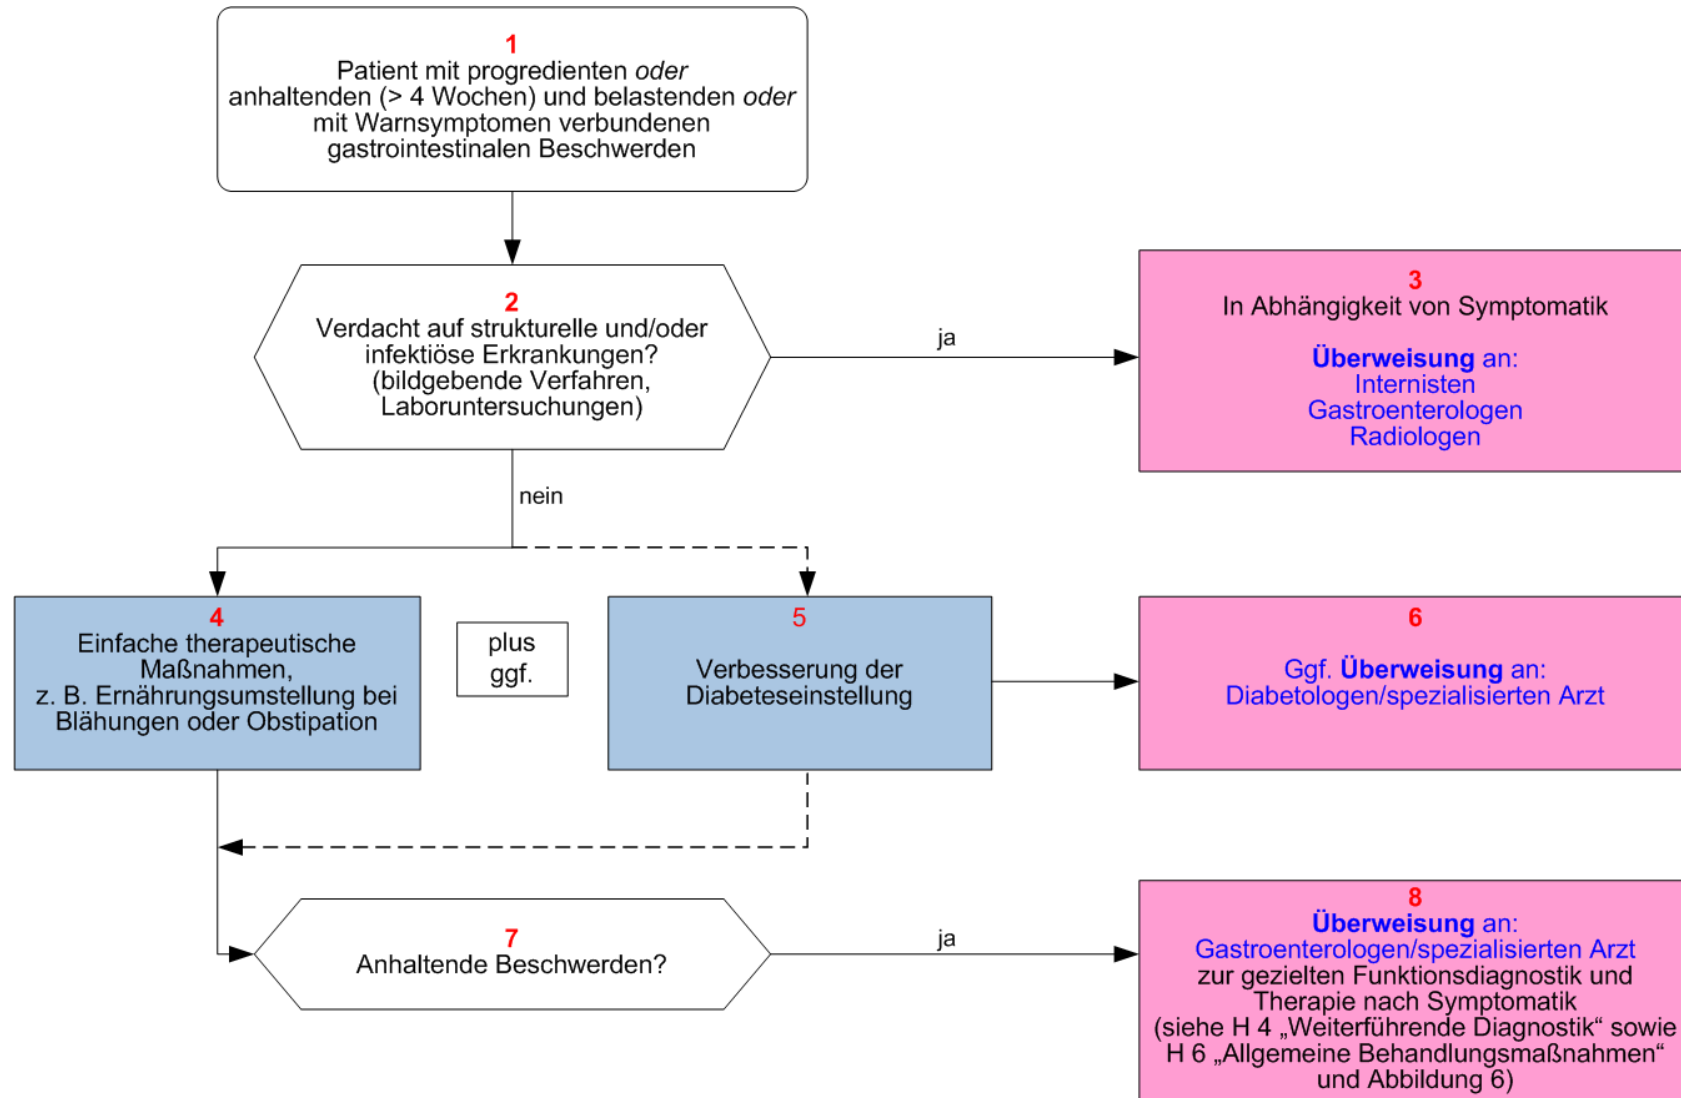 1
Patient mit progredienten oder
anhaltenden (> 4 Wochen) und belastenden oder
mit Warnsymptomen verbundenen
gastrointestinalen Beschwerden
2
Verdacht auf strukturelle und/oder
infektiöse Erkrankungen?
(bildgebende Verfahren,
Laboruntersuchungen)
ja
3
In Abhängigkeit von Symptomatik
Überweisung an:
Internisten
Gastroenterologen
Radiologen
nein
4
Einfache therapeutische
Maßnahmen,
z. B. Ernährungsumstellung bei
Blähungen oder Obstipation
plus
ggf.
5
Verbesserung der
Diabeteseinstellung
6
Ggf. Überweisung an:
Diabetologen/spezialisierten Arzt
7
Anhaltende Beschwerden?
ja
8
Überweisung an:
Gastroenterologen/spezialisierten Arzt
zur gezielten Funktionsdiagnostik und
Therapie nach Symptomatik
(siehe H 4 „Weiterführende Diagnostik“ sowie
H 6 „Allgemeine Behandlungsmaßnahmen“
und Abbildung 6)